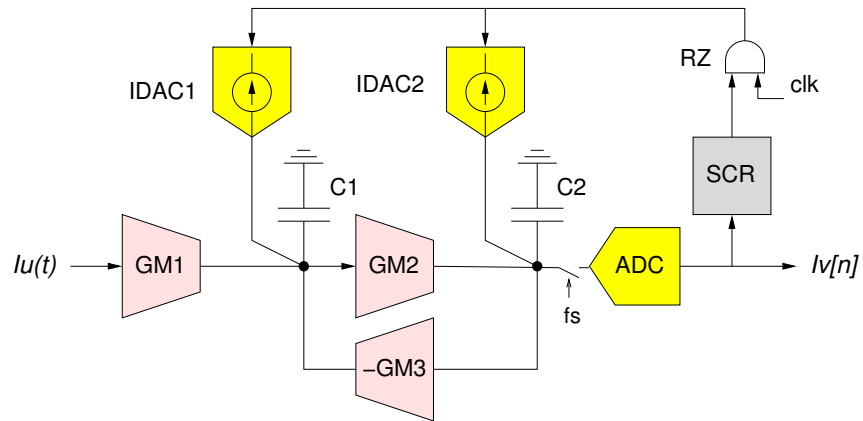 RZ
IDAC1
IDAC2
clk
C1
C2
SCR
Iu(t)
GM1
GM2
ADC
Iv[n]
fs
−GM3